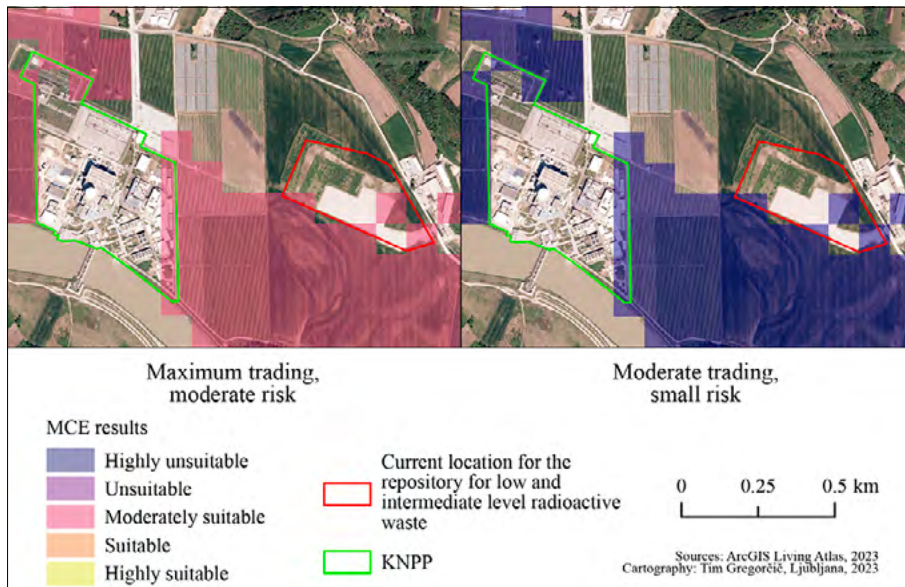 Maximum trading,
moderate risk
Moderate trading,
small risk
MCE results
Highly unsuitable
Unsuitable
Moderately suitable
Suitable
Highly suitable
Current location for the
repository for low and
intermediate level radioactive
waste
KNPP
0 0.25 0.5 km
Sources: ArcGIS Living Atlas, 2023
Cartography: Tim Gregorčič, Ljubljana, 2023